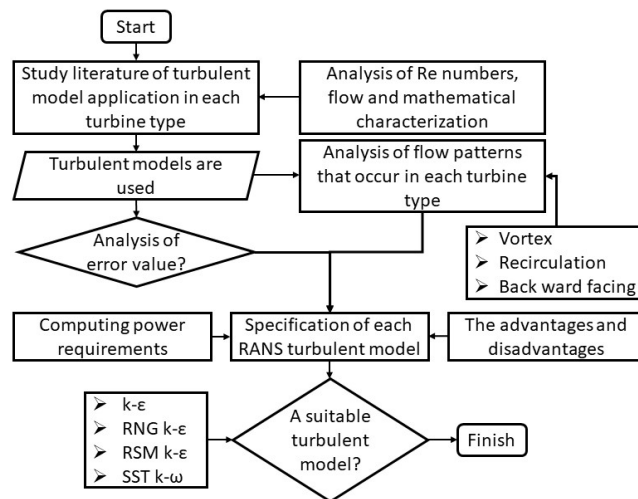 Start
Study literature of turbulent
model application in each
turbine type
Analysis of Re numbers,
flow and mathematical
characterization
Turbulent models are
used
Analysis of flow patterns
that occur in each turbine
type
Analysis of
error value?
➢ Vortex
➢ Recirculation
➢ Back ward facing
Computing power
requirements
Specification of each
RANS turbulent model
The advantages and
disadvantages
➢ k-ε
➢ RNG k-ε
➢ RSM k-ε
➢ SST k-ω
A suitable
turbulent
model?
Finish